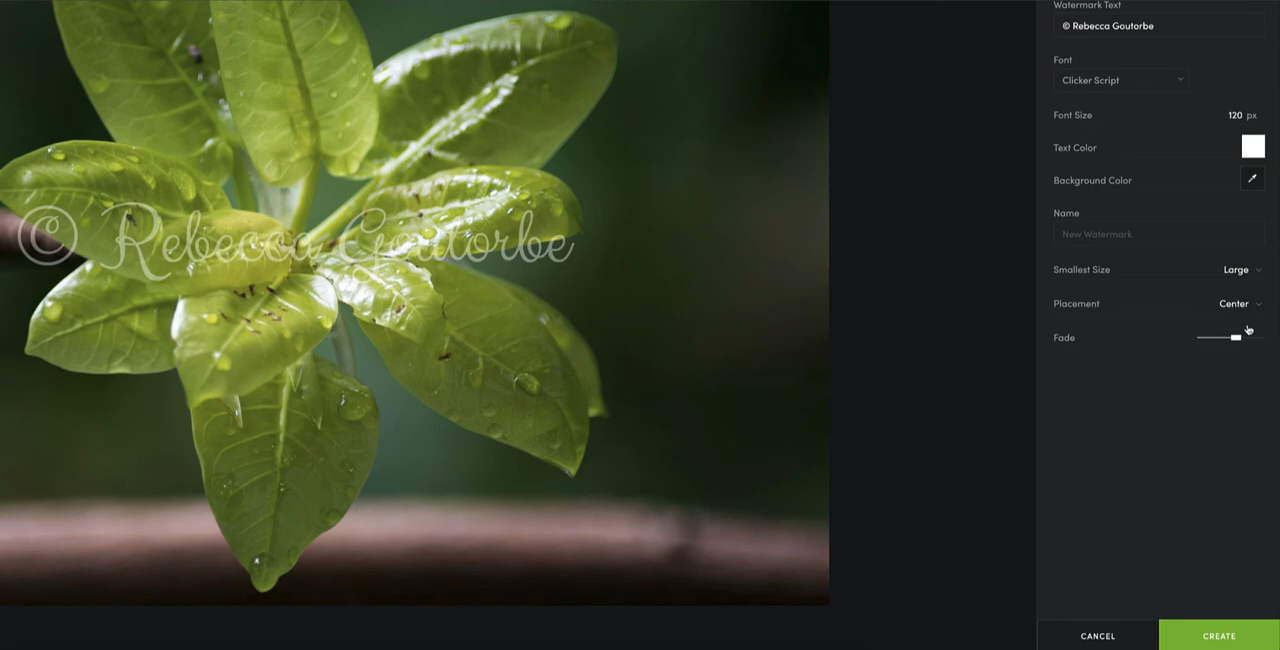 © Rebecca Goutorbe
Watermark Text
© Rebecca Goutorbe
Font
Clicker Script
Font Size
120 px
Text Color
Background Color
Name
New Watermark
Smallest Size
Large
Placement
Center
Fade
CANCEL
CREATE